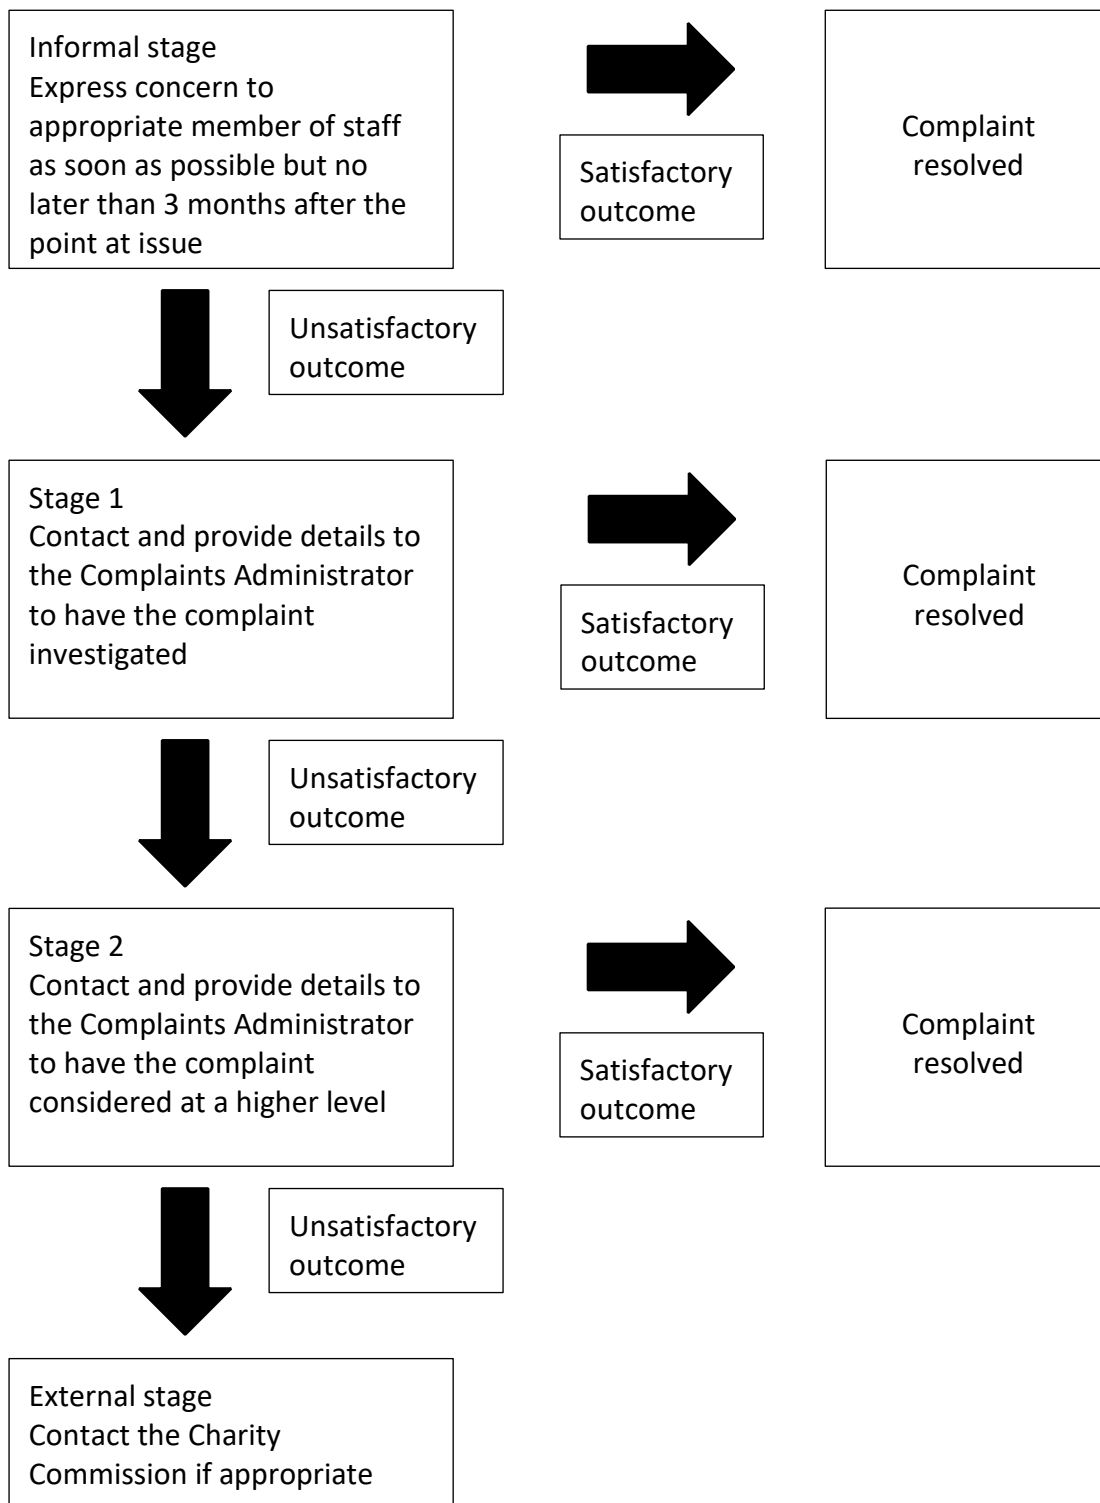 Informal stage
Express concern to
appropriate member of staff
as soon as possible but no
later than 3 months after the
point at issue
Satisfactory
outcome
Complaint
resolved
Unsatisfactory
outcome
Stage 1
Contact and provide details to
the Complaints Administrator
to have the complaint
investigated
Satisfactory
outcome
Complaint
resolved
Unsatisfactory
outcome
Stage 2
Contact and provide details to
the Complaints Administrator
to have the complaint
considered at a higher level
Satisfactory
outcome
Complaint
resolved
Unsatisfactory
outcome
External stage
Contact the Charity
Commission if appropriate